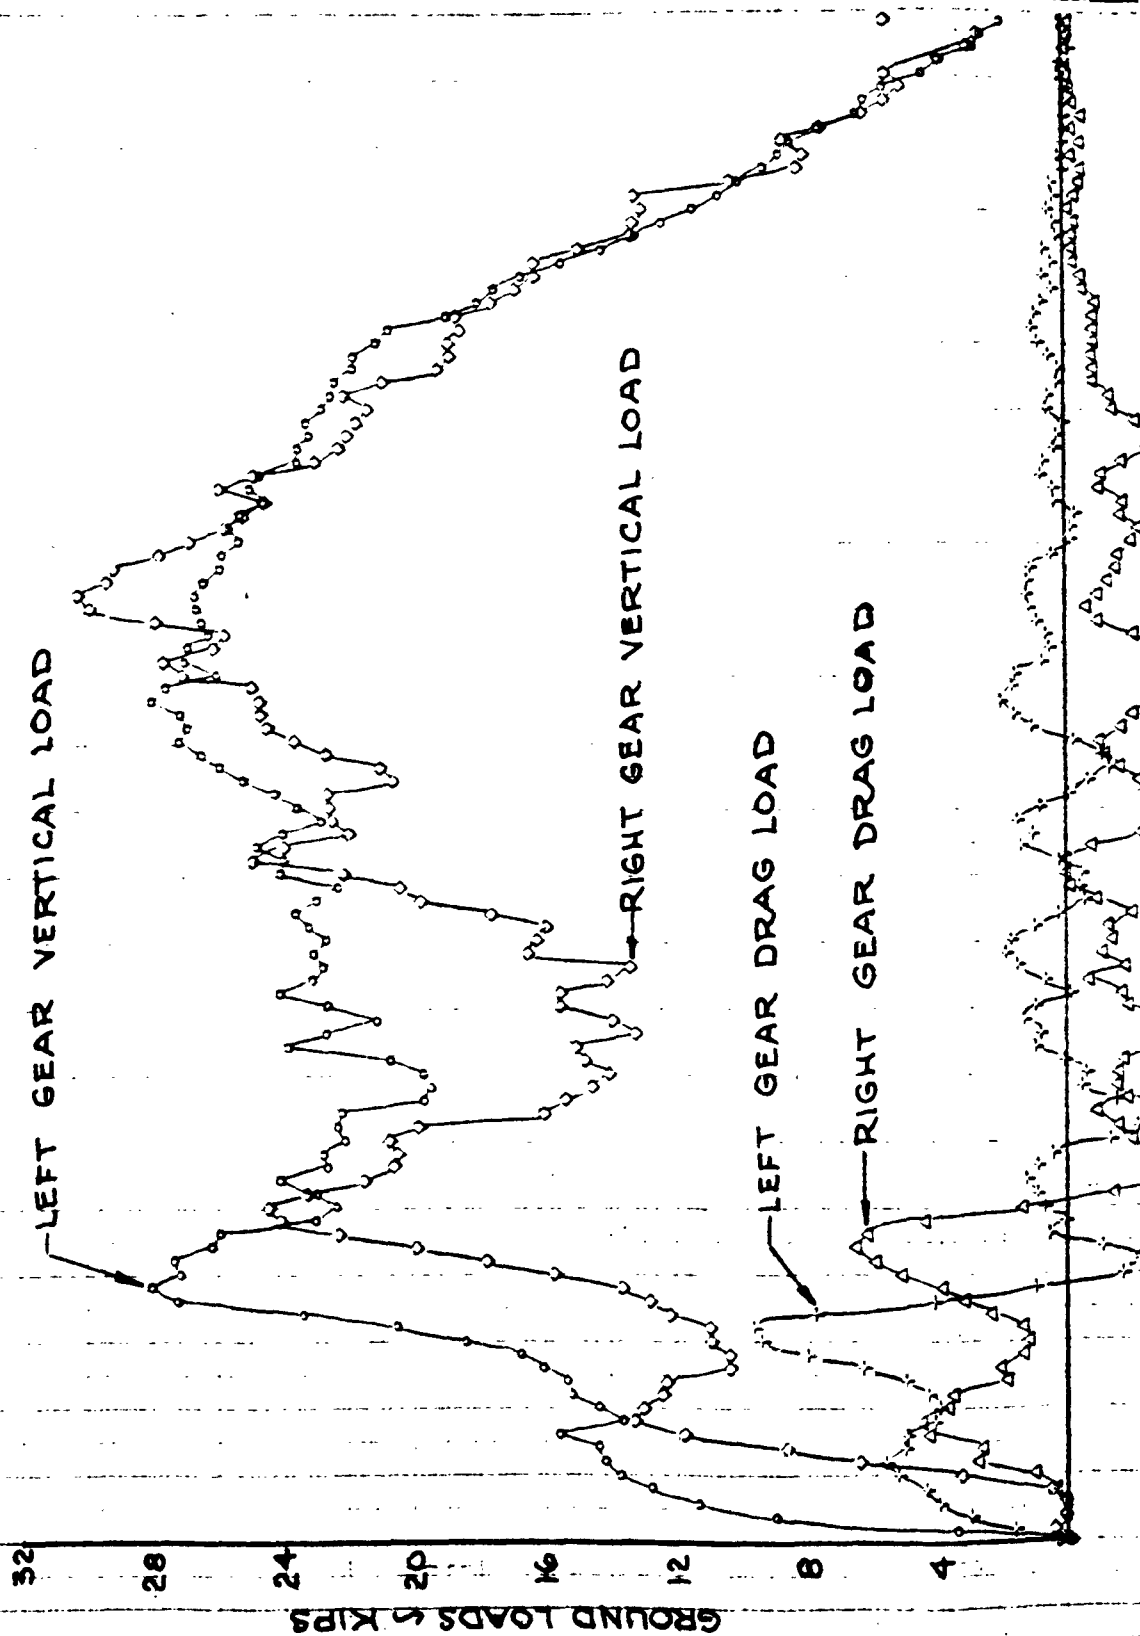 LEFT GEAR VERTICAL LOAD
RIGHT GEAR VERTICAL LOAD
LEFT GEAR DRAG LOAD
RIGHT GEAR DRAG LOAD
32
28
24
20
16
12
8
4
GROUND LOADS ~ KIPS